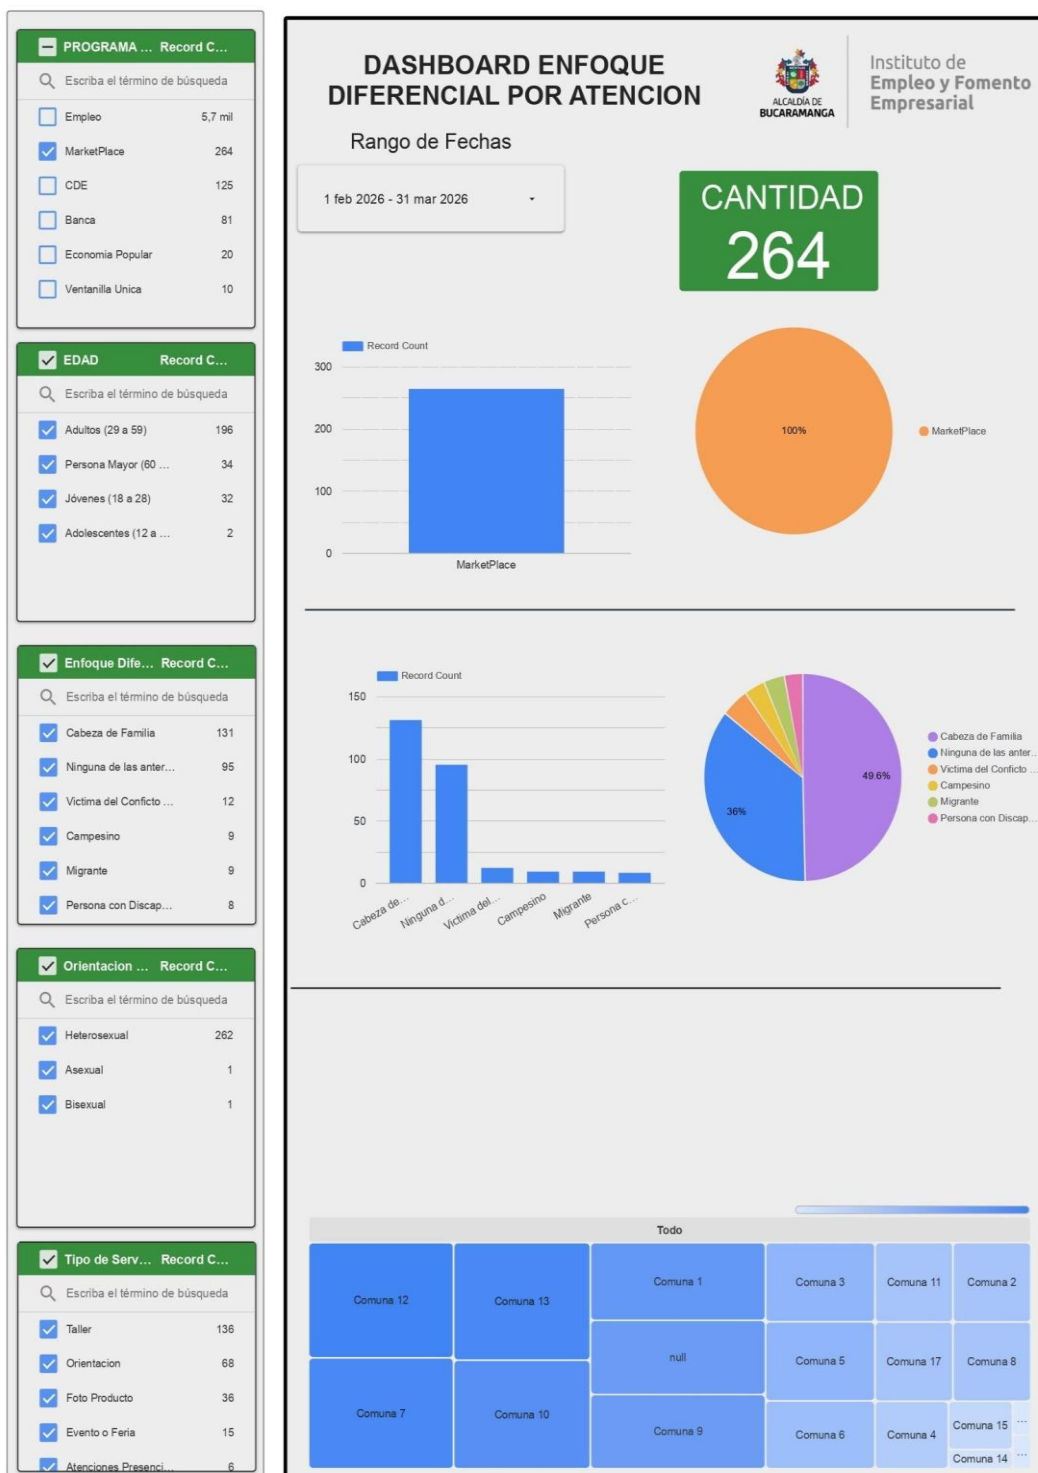 PROGRAMA ... Record C...
Escriba el término de búsqueda
Empleo 5,7 mil
MarketPlace 264
CDE 125
Banca 81
Economia Popular 20
Ventanilla Unica 10
EDAD Record C...
Escriba el término de búsqueda
Adultos (29 a 59) 196
Persona Mayor (60 ... 34
Jóvenes (18 a 28) 32
Adolescentes (12 a ... 2
Enfoque Dife... Record C...
Escriba el término de búsqueda
Cabeza de Familia 131
Ninguna de las anter... 95
Victima del Conficto ... 12
Campesino 9
Migrante 9
Persona con Discap... 8
Orientacion ... Record C...
Escriba el término de búsqueda
Heterosexual 262
Asexual 1
Bisexual 1
Tipo de Serv... Record C...
Escriba el término de búsqueda
Taller 136
Orientacion 68
Foto Producto 36
Evento o Feria 15
Atenciones Presenci... 6
DASHBOARD ENFOQUE
DIFERENCIAL POR ATENCION
ALCALDÍA DE
BUCARAMANGA
Instituto de
Empleo y Fomento
Empresarial
Rango de Fechas
1 feb 2026 - 31 mar 2026
CANTIDAD
264
Record Count
300
200
100
0
MarketPlace
100%
MarketPlace
Record Count
150
100
50
0
Cabeza de...
Ninguna d...
Victima del...
Campesino
Migrante
Persona c...
49.6%
36%
Cabeza de Familia
Ninguna de las anter...
Victima del Conficto ...
Campesino
Migrante
Persona con Discap...
Todo
Comuna 12
Comuna 13
Comuna 1
Comuna 3
Comuna 11
Comuna 2
null
Comuna 5
Comuna 17
Comuna 8
Comuna 7
Comuna 10
Comuna 9
Comuna 6
Comuna 4
Comuna 15
...
Comuna 14
...